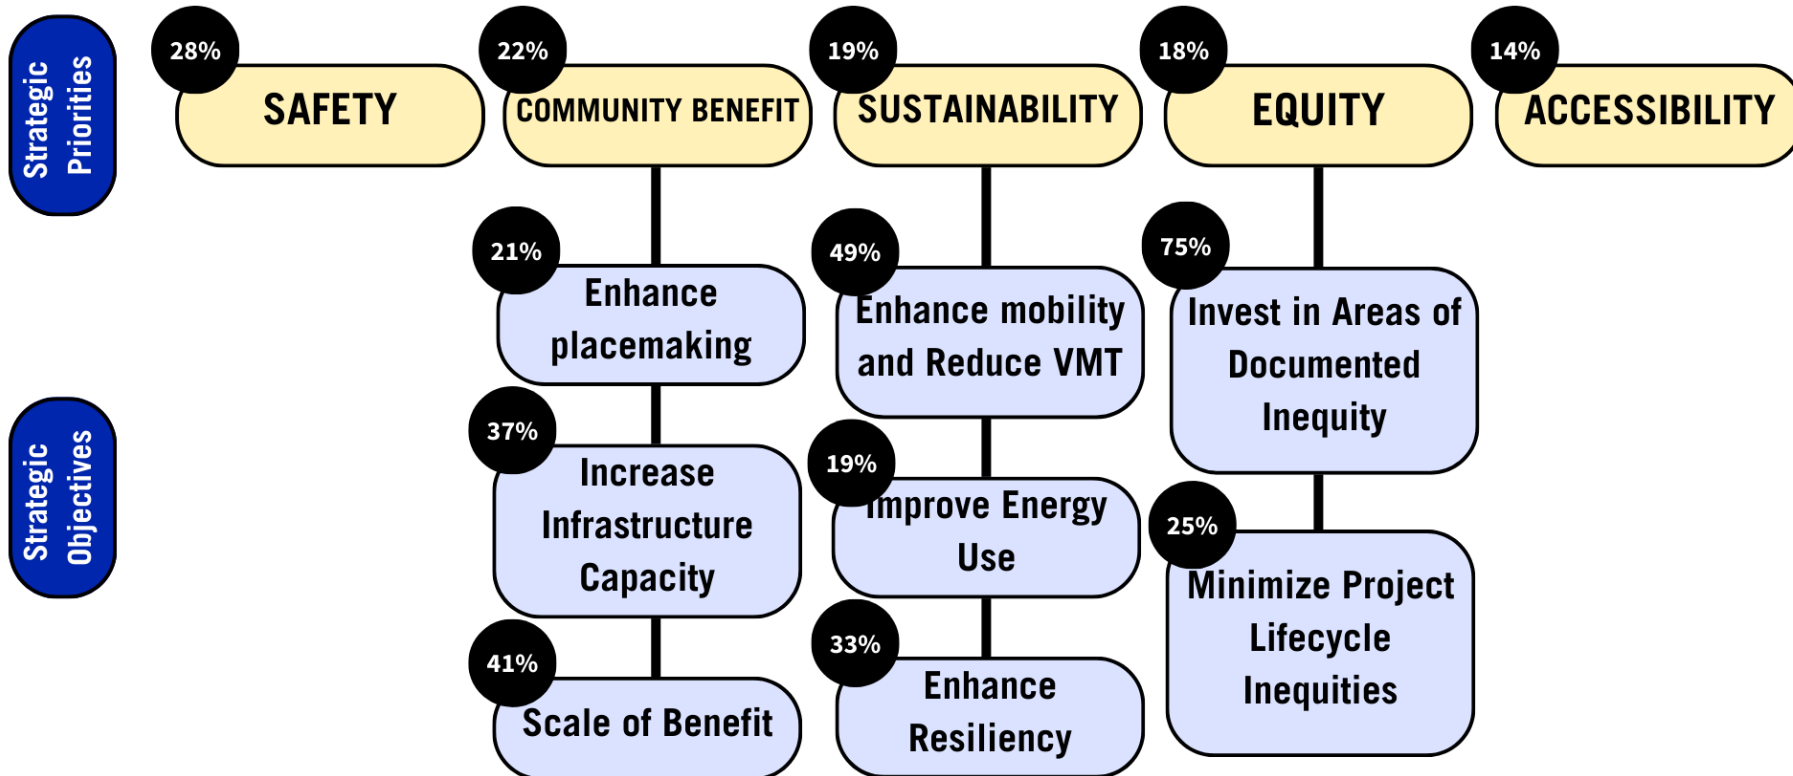 Strategic
Priorities
28%
SAFETY
22%
COMMUNITY BENEFIT
19%
SUSTAINABILITY
18%
EQUITY
14%
ACCESSIBILITY
Strategic
Objectives
21%
Enhance
placemaking
37%
Increase
Infrastructure
Capacity
41%
Scale of Benefit
49%
Enhance mobility
and Reduce VMT
19%
Improve Energy
Use
33%
Enhance
Resiliency
75%
Invest in Areas of
Documented
Inequity
25%
Minimize Project
Lifecycle
Inequities